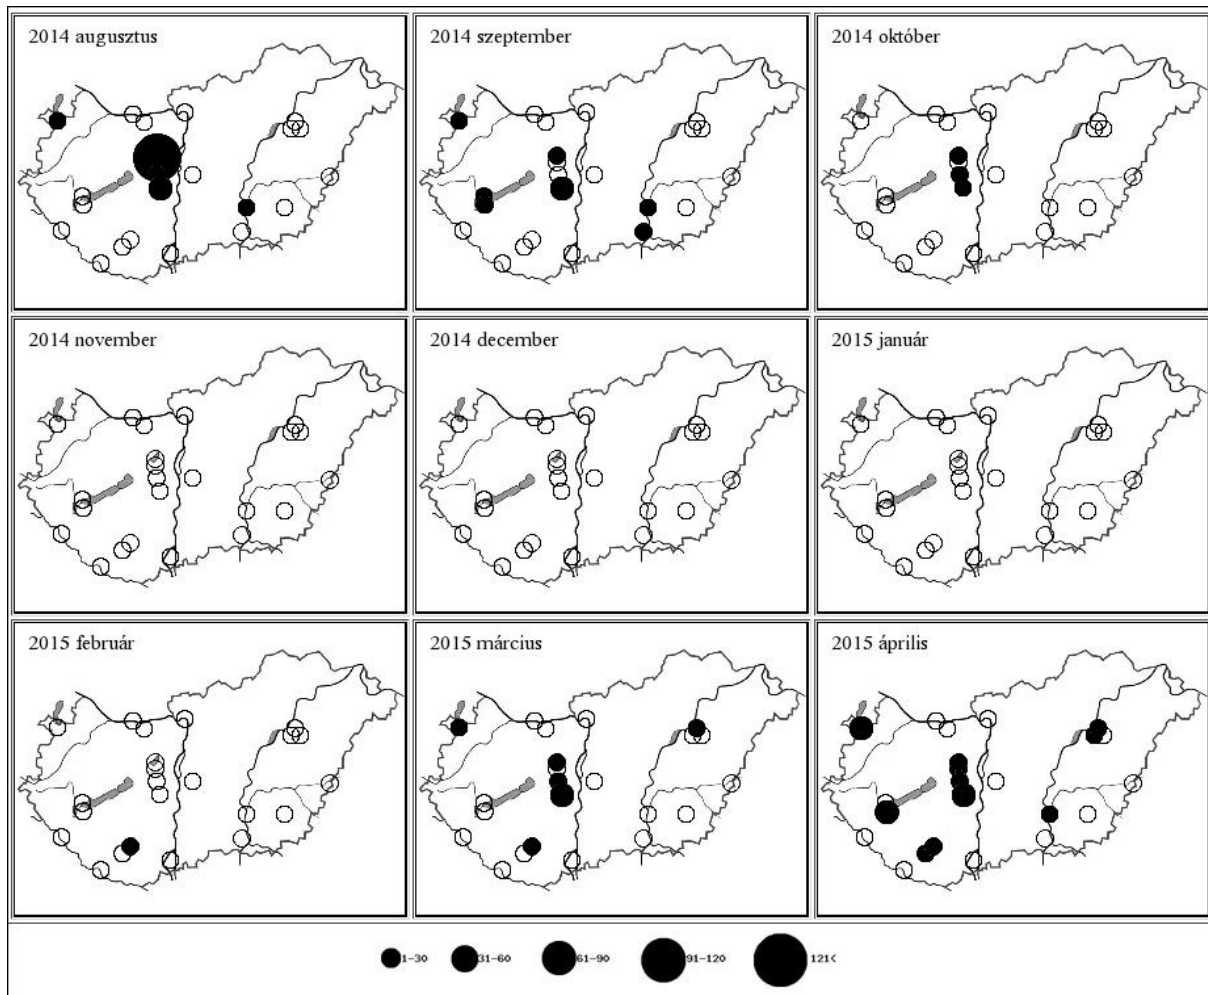 2014 augusztus
2014 szeptember
2014 október
2014 november
2014 december
2015 január
2015 február
2015 március
2015 április
1-30
31-60
61-90
91-120
121<